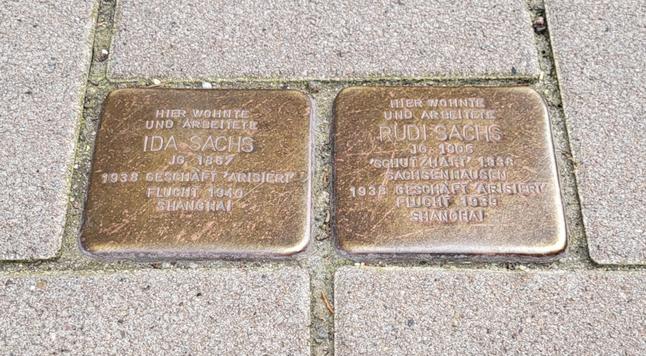 HIER WOHNTE
UND ARBEITETE
IDA SACHS
JG. 1867
1938 GESCHÄFT 'ARISIERT'
FLUCHT 1940
SHANGHAI
HIER WOHNTE
UND ARBEITETE
RUDI SACHS
JG. 1906
'SCHUTZHAFT' 1938
SACHSENHAUSEN
1938 GESCHÄFT 'ARISIERT'
FLUCHT 1939
SHANGHAI